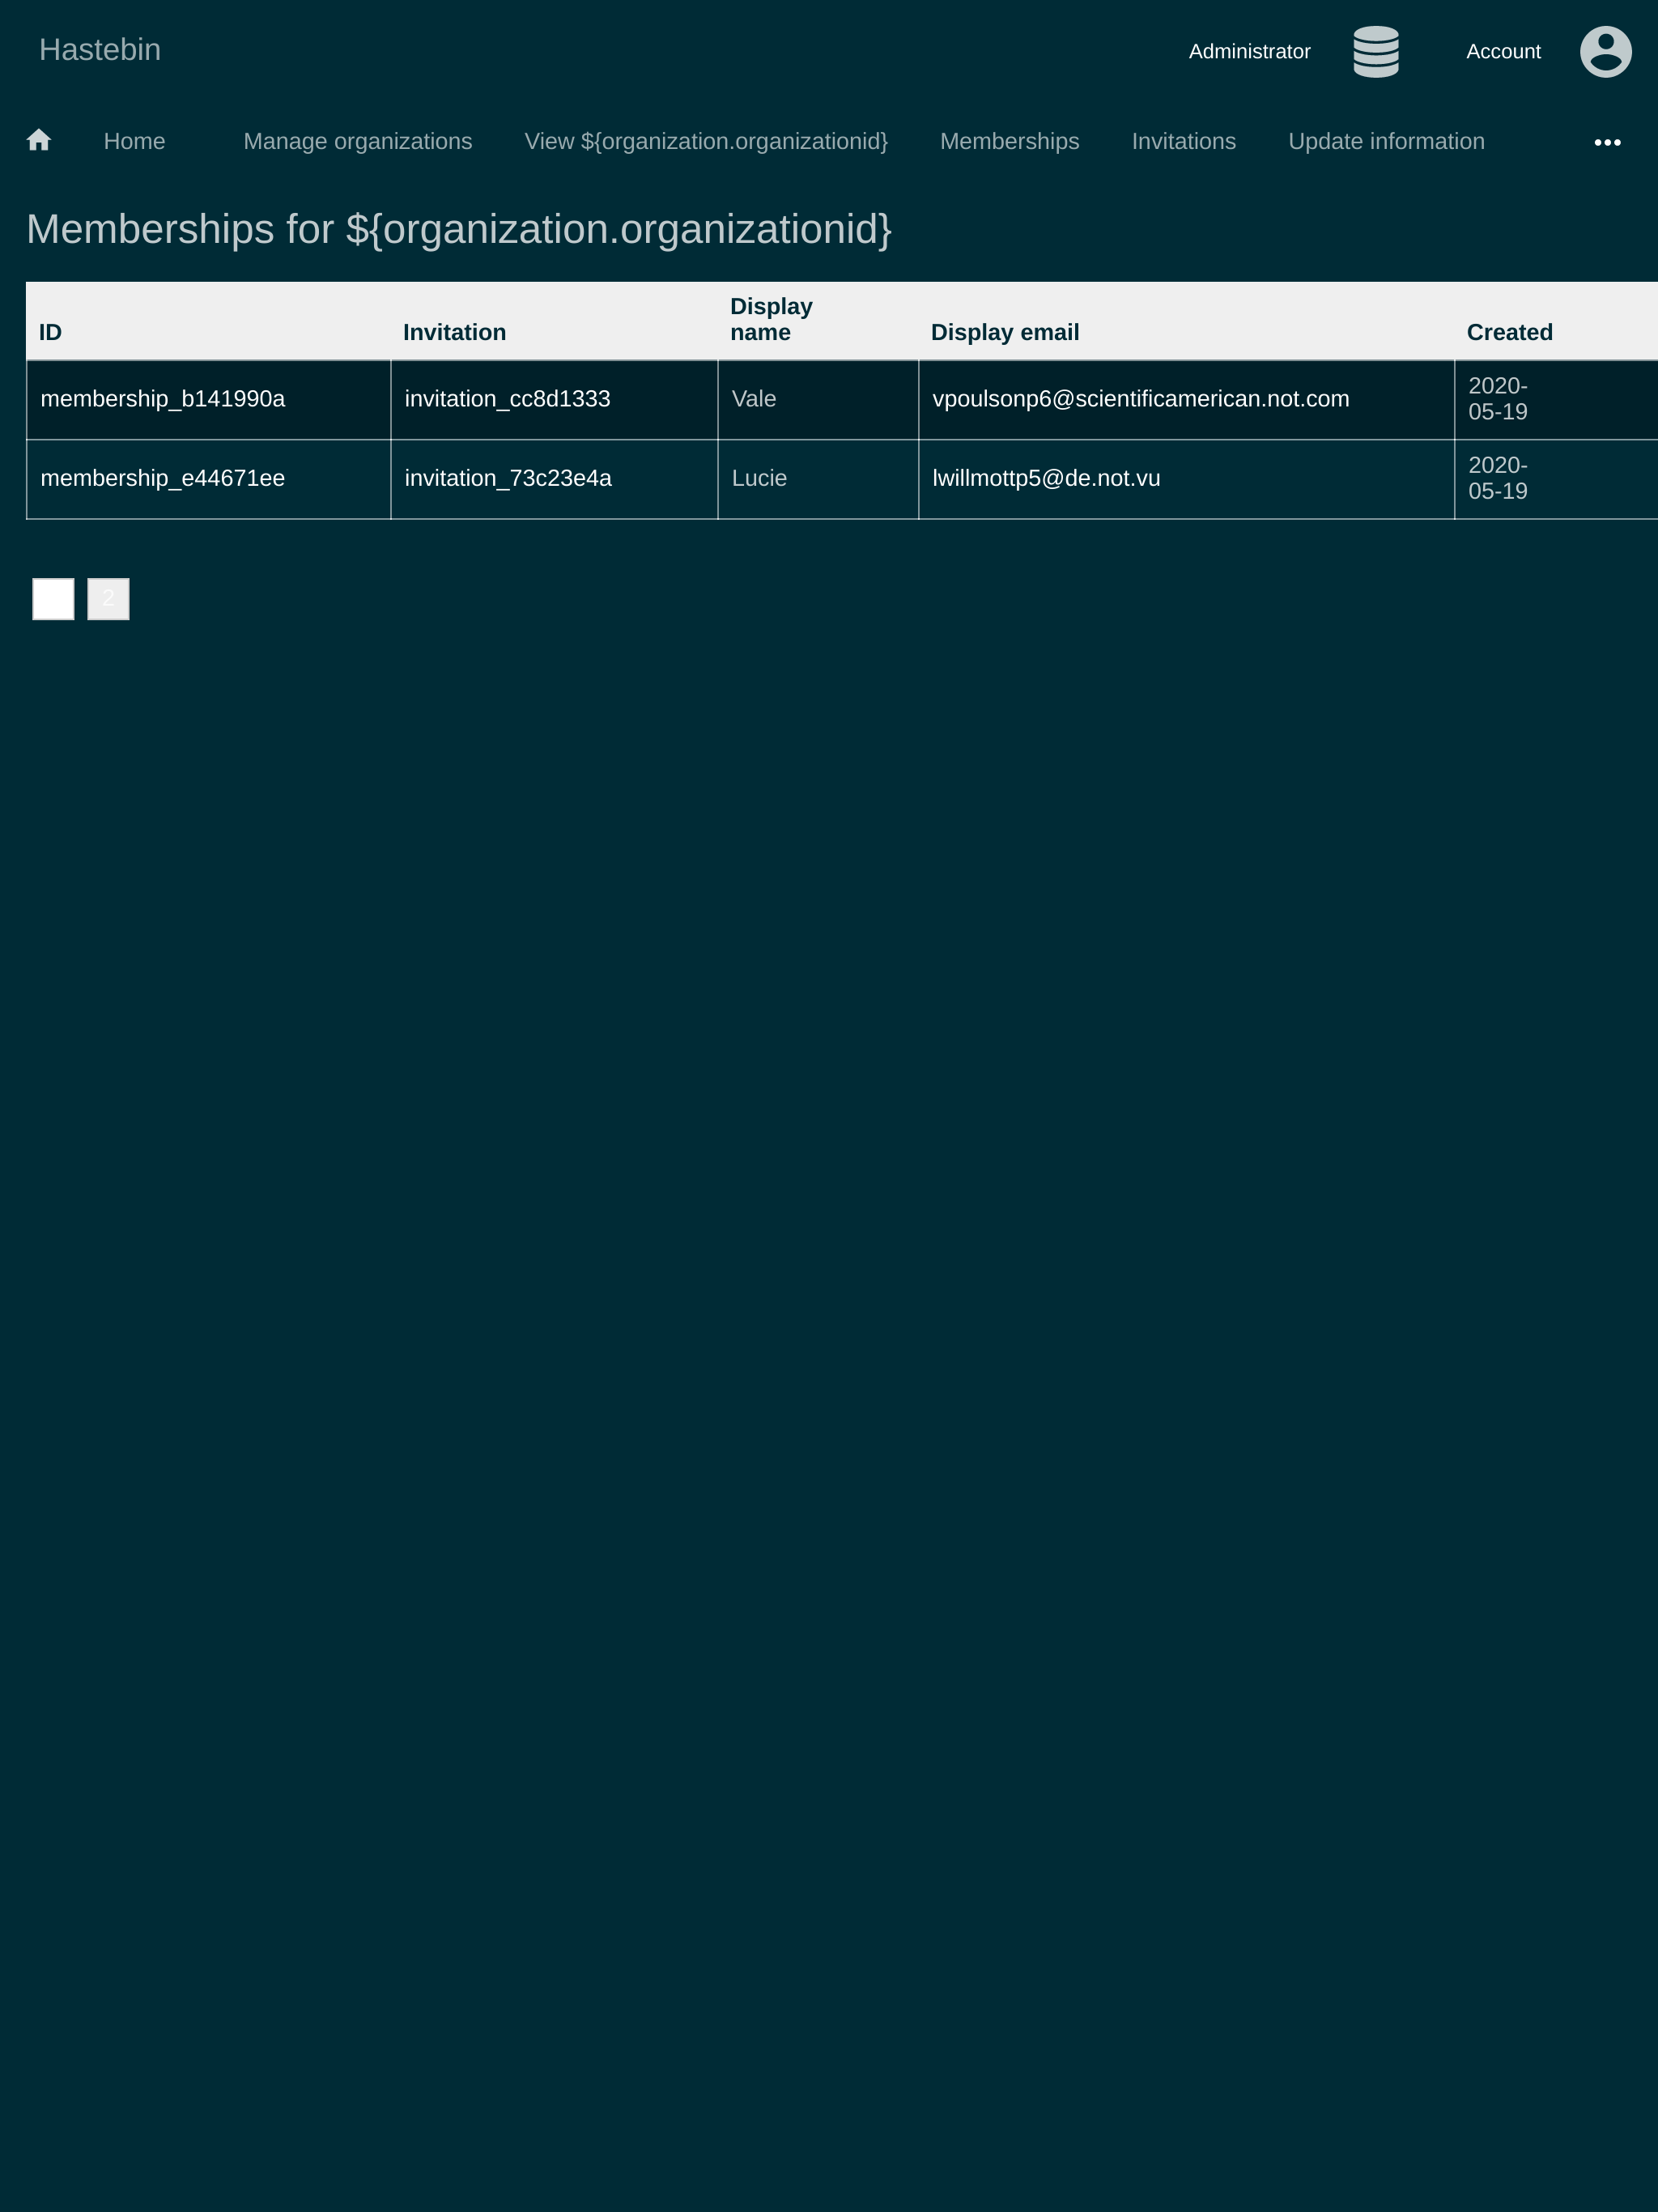 Hastebin
Administrator
Account
Home
Manage organizations
View ${organization.organizationid}
Memberships
Invitations
Update information
Memberships for ${organization.organizationid}
ID
Invitation
Display
name
Display email
Created
membership_b141990a
invitation_cc8d1333
Vale
vpoulsonp6@scientificamerican.not.com
2020-
05-19
membership_e44671ee
invitation_73c23e4a
Lucie
lwillmottp5@de.not.vu
2020-
05-19
2